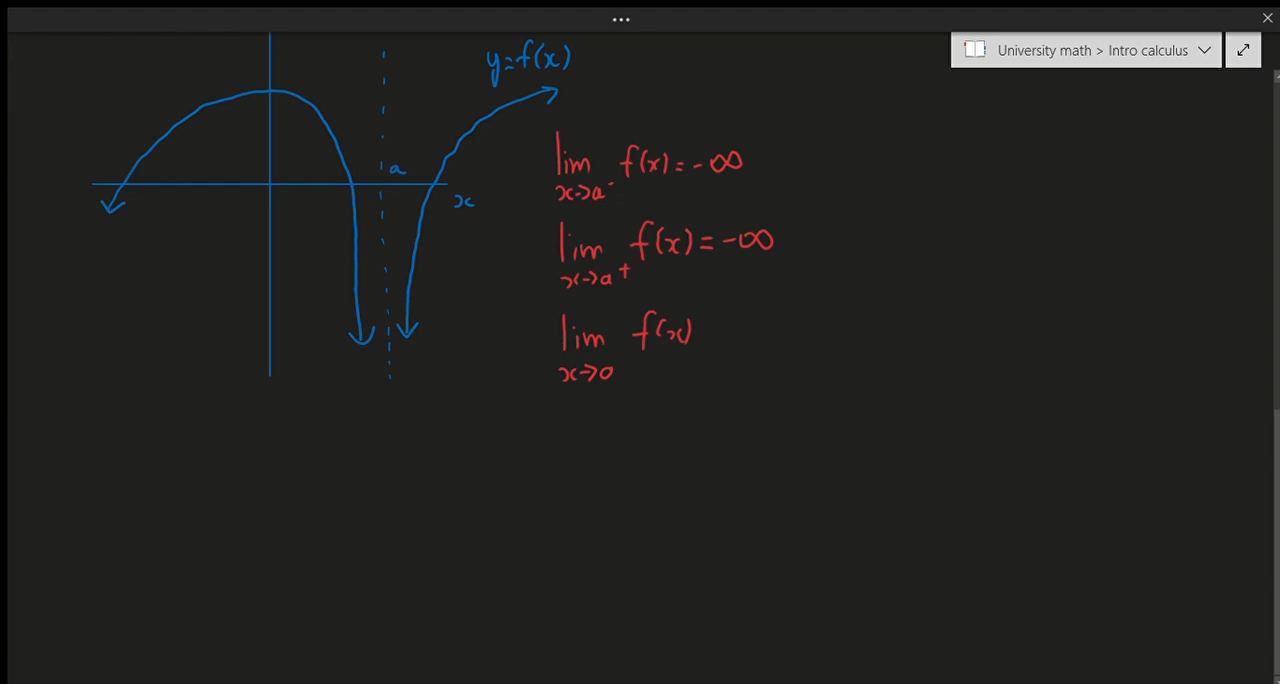 University math > Intro calculus
y=f(x)
a
x
lim f(x) = -∞
x→a⁻
lim f(x) = -∞
x→a⁺
lim f(x)
x→0